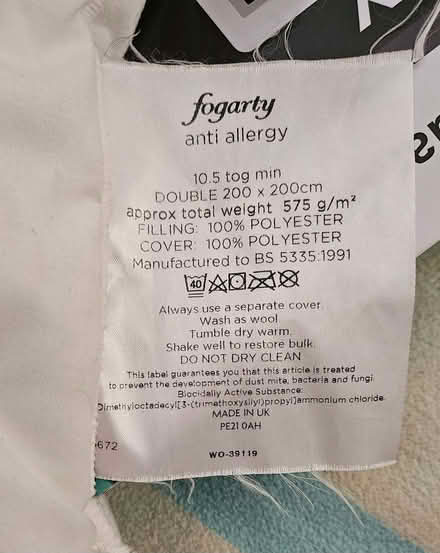 fogarty
anti allergy
10.5 tog min
DOUBLE 200 x 200cm
approx total weight 575 g/m²
FILLING: 100% POLYESTER
COVER: 100% POLYESTER
Manufactured to BS 5335:1991
40
Always use a separate cover.
Wash as wool
Tumble dry warm.
Shake well to restore bulk.
DO NOT DRY CLEAN
This label guarantees you that this article is treated
to prevent the development of dust mite, bacteria and fungi.
Biocidally Active Substance:
Dimethyloctadecyl[3-(trimethoxysilyl)propyl]ammonium chloride.
MADE IN UK
PE21 0AH
672
WO-39119